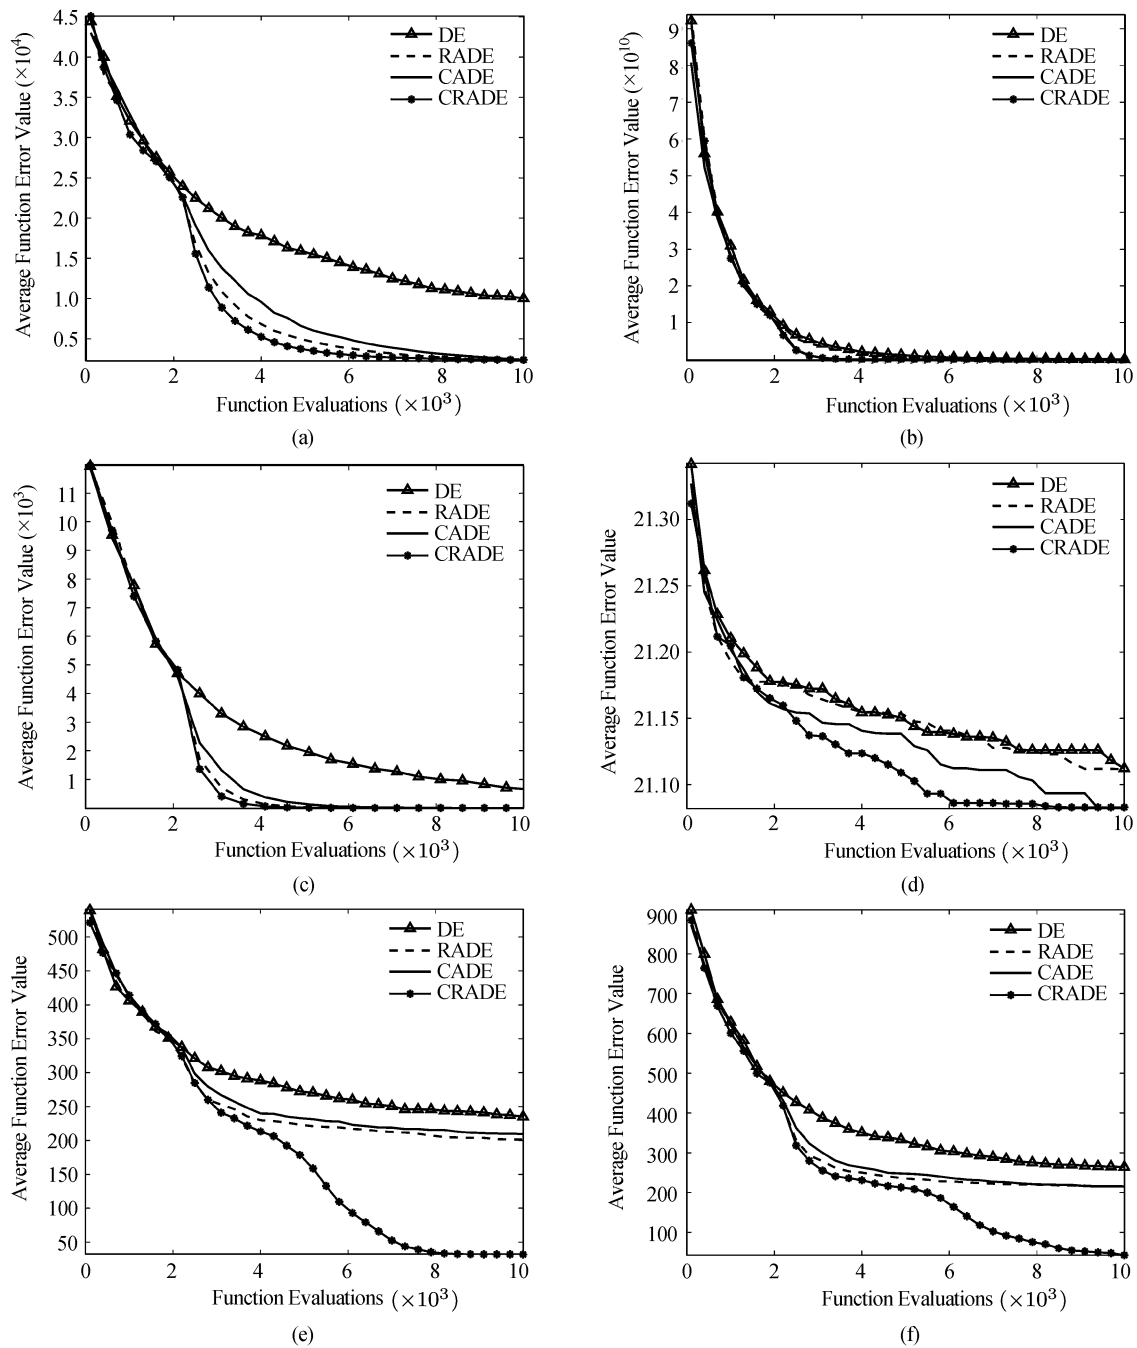 Average Function Error Value (×10⁴)
4.5
4.0
3.5
3.0
2.5
2.0
1.5
1.0
0.5
DE
RADE
CADE
CRADE
0 2 4 6 8 10
Function Evaluations (×10³)
(a)
Average Function Error Value (×10¹⁰)
9
8
7
6
5
4
3
2
1
DE
RADE
CADE
CRADE
0 2 4 6 8 10
Function Evaluations (×10³)
(b)
Average Function Error Value (×10³)
11
10
9
8
7
6
5
4
3
2
1
DE
RADE
CADE
CRADE
0 2 4 6 8 10
Function Evaluations (×10³)
(c)
Average Function Error Value
21.30
21.25
21.20
21.15
21.10
DE
RADE
CADE
CRADE
0 2 4 6 8 10
Function Evaluations (×10³)
(d)
Average Function Error Value
500
450
400
350
300
250
200
150
100
50
DE
RADE
CADE
CRADE
0 2 4 6 8 10
Function Evaluations (×10³)
(e)
Average Function Error Value
900
800
700
600
500
400
300
200
100
DE
RADE
CADE
CRADE
0 2 4 6 8 10
Function Evaluations (×10³)
(f)